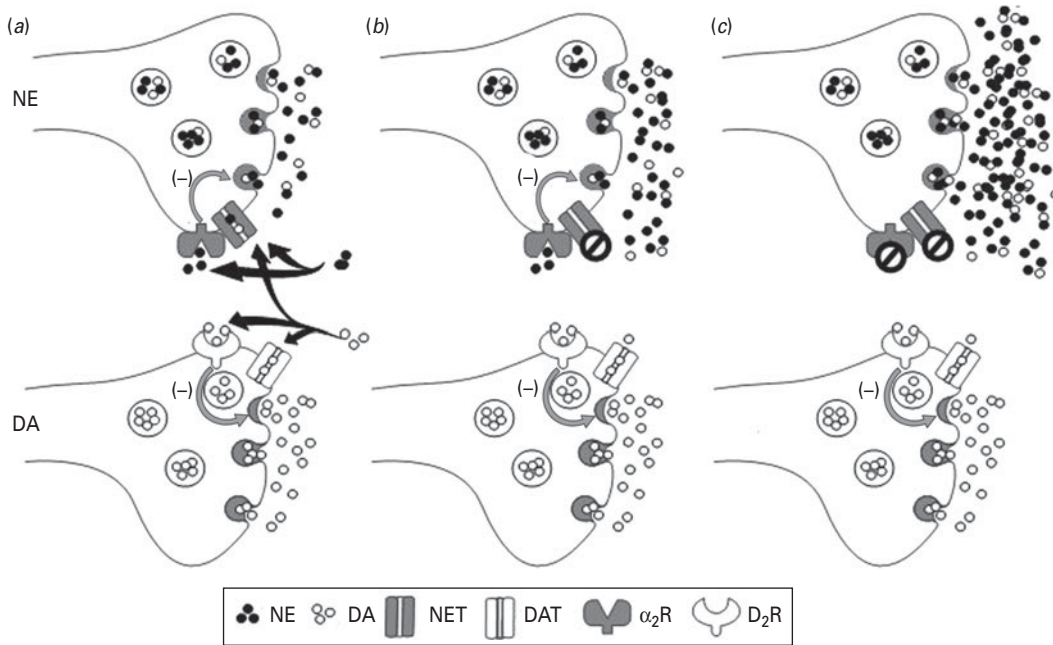 (a) (b) (c)
NE
(–) (–)
(–) (–) (–)
DA
NE DA NET DAT α₂R D₂R